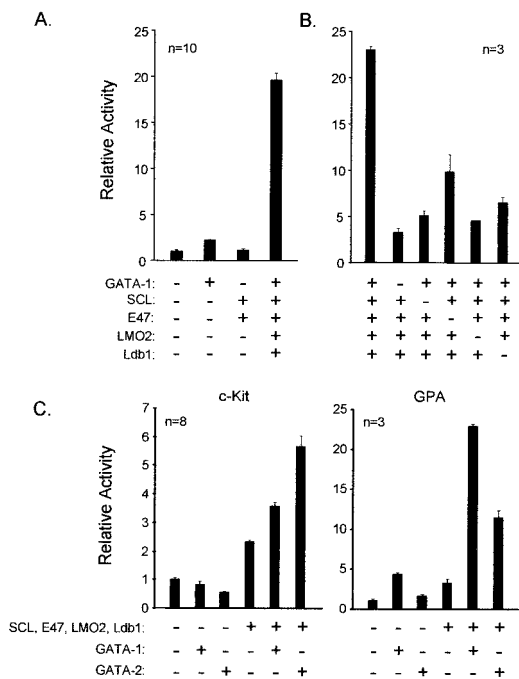 A.
B.
n=10
n=3
25
20
15
10
5
0
Relative Activity
25
20
15
10
5
0
GATA-1: - + - + + - + + + +
SCL: - - + + + + - + + +
E47: - - + + + + + - + +
LMO2: - - - + + + + + - +
Ldb1: - - - + + + + + + -
C.
c-Kit
GPA
n=8
n=3
7
6
5
4
3
2
1
0
Relative Activity
25
20
15
10
5
0
SCL, E47, LMO2, Ldb1: - - - + + + - - - + + +
GATA-1: - + - - + - - + - - + -
GATA-2: - - + - - + - - + - - +